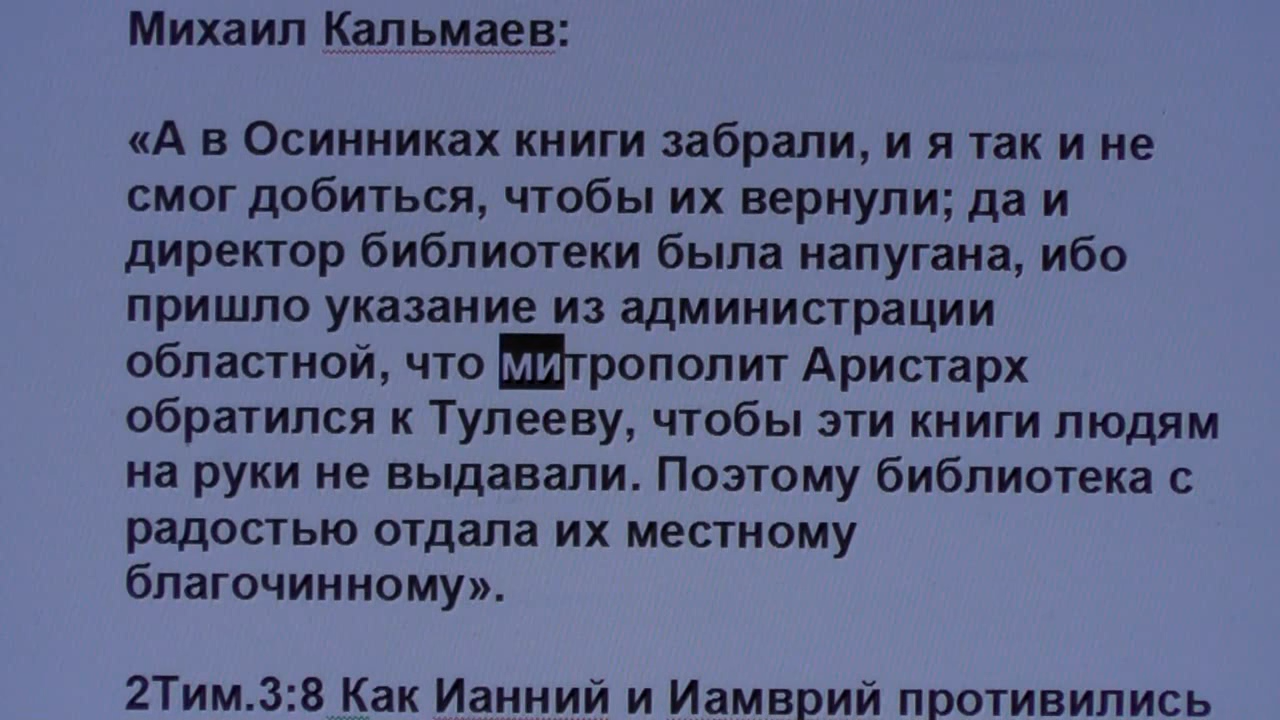 Михаил Кальмаев:
«А в Осинниках книги забрали, и я так и не
смог добиться, чтобы их вернули; да и
директор библиотеки была напугана, ибо
пришло указание из администрации
областной, что митрополит Аристарх
обратился к Тулееву, чтобы эти книги людям
на руки не выдавали. Поэтому библиотека с
радостью отдала их местному
благочинному».
2Тим.3:8 Как Ианний и Иамврий противились